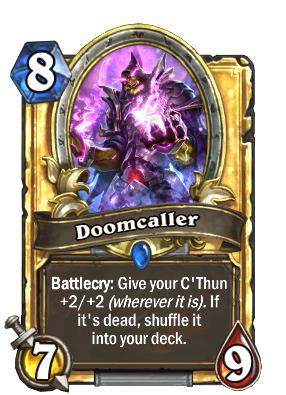 8
Doomcaller
Battlecry: Give your C'Thun
+2/+2 (wherever it is). If
it's dead, shuffle it
into your deck.
7
9